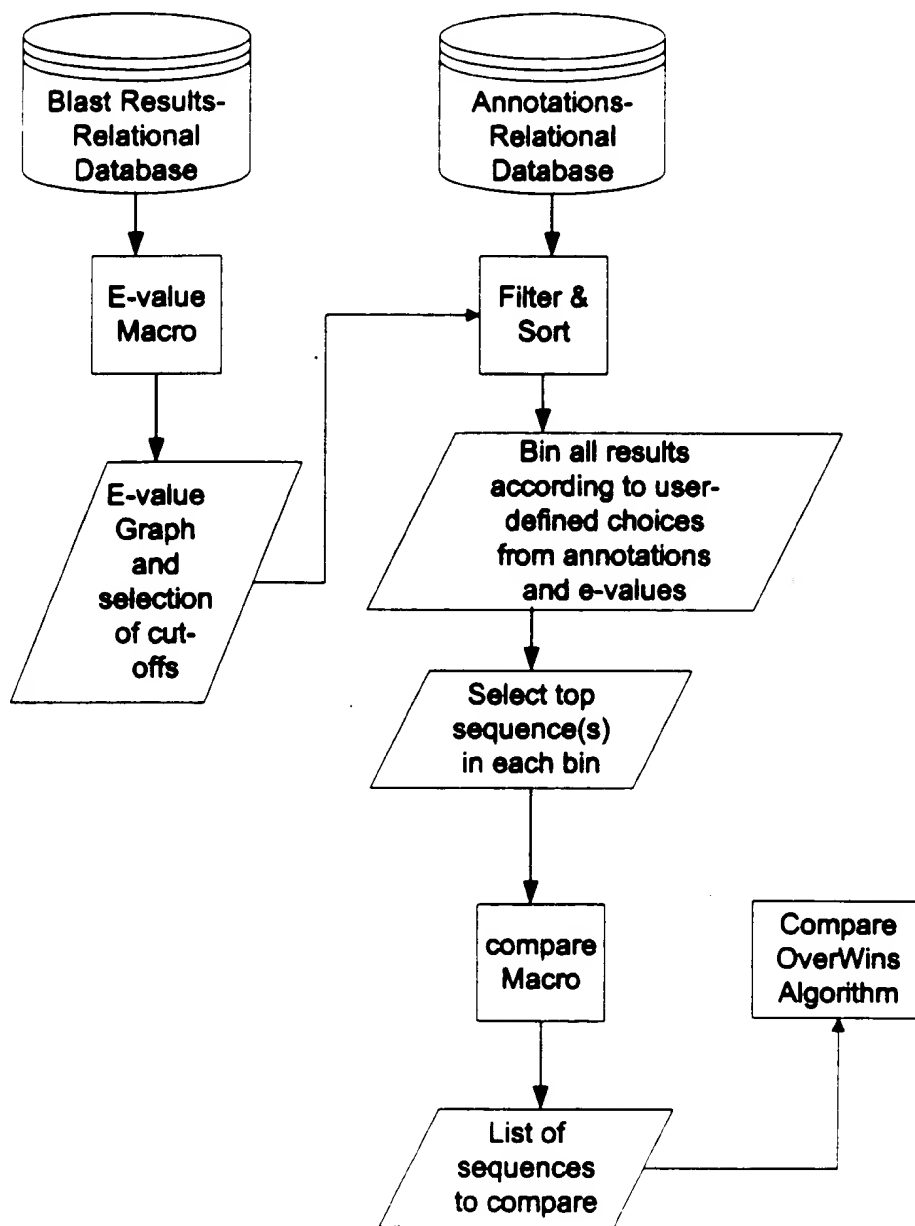 Blast Results-
Relational
Database
Annotations-
Relational
Database
E-value
Macro
Filter &
Sort
E-value
Graph
and
selection
of cut-
offs
Bin all results
according to user-
defined choices
from annotations
and e-values
Select top
sequence(s)
in each bin
compare
Macro
Compare
OverWins
Algorithm
List of
sequences
to compare